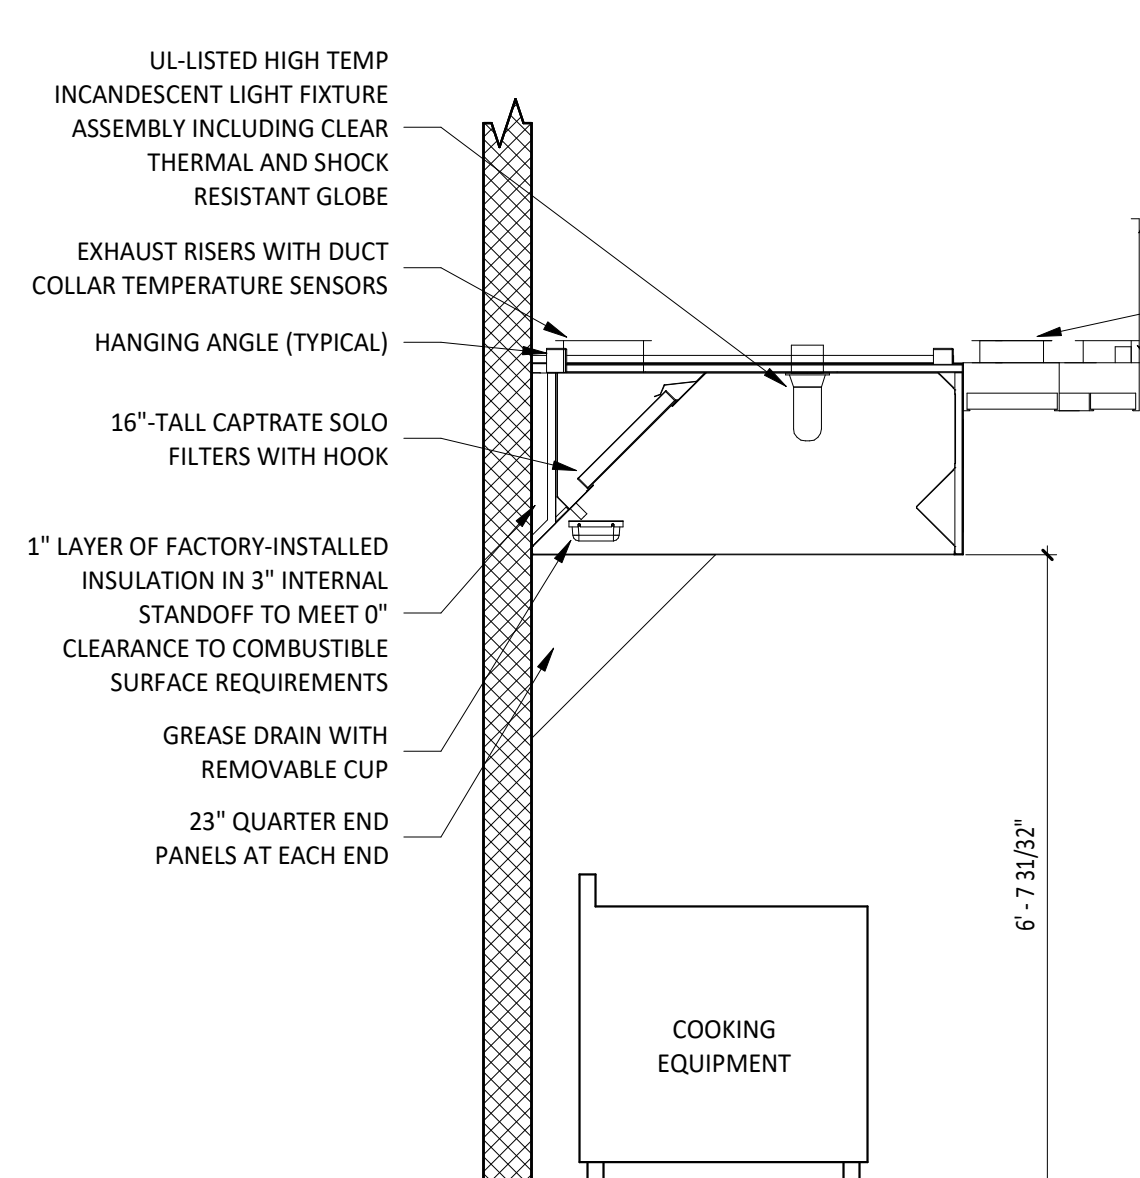 UL-LISTED HIGH TEMP
INCANDESCENT LIGHT FIXTURE
ASSEMBLY INCLUDING CLEAR
THERMAL AND SHOCK
RESISTANT GLOBE
EXHAUST RISERS WITH DUCT
COLLAR TEMPERATURE SENSORS
HANGING ANGLE (TYPICAL)
16"-TALL CAPTRATE SOLO
FILTERS WITH HOOK
1" LAYER OF FACTORY-INSTALLED
INSULATION IN 3" INTERNAL
STANDOFF TO MEET 0"
CLEARANCE TO COMBUSTIBLE
SURFACE REQUIREMENTS
GREASE DRAIN WITH
REMOVABLE CUP
23" QUARTER END
PANELS AT EACH END
6' - 7 31/32"
COOKING
EQUIPMENT